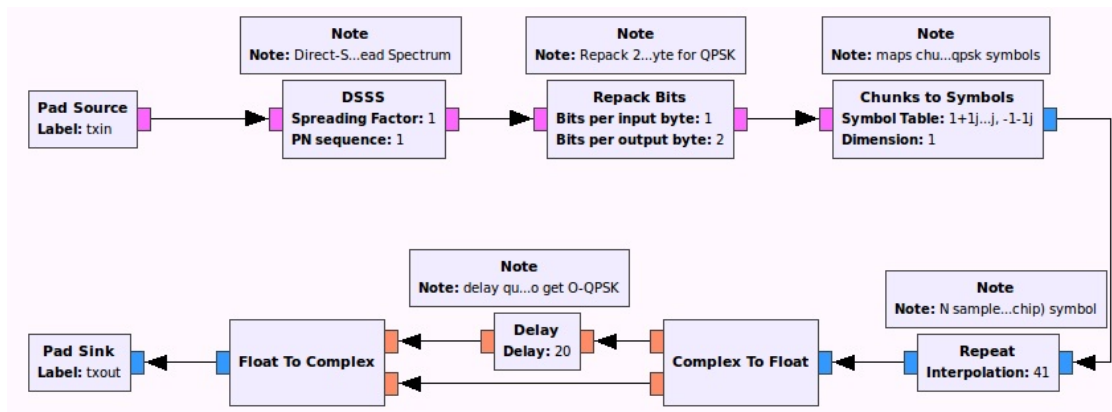 Note
Note: Direct-S...ead Spectrum
Note
Note: Repack 2...yte for QPSK
Note
Note: maps chu...qpsk symbols
Pad Source
Label: txin
DSSS
Spreading Factor: 1
PN sequence: 1
Repack Bits
Bits per input byte: 1
Bits per output byte: 2
Chunks to Symbols
Symbol Table: 1+1j...j, -1-1j
Dimension: 1
Note
Note: delay qu...o get O-QPSK
Note
Note: N sample...chip) symbol
Pad Sink
Label: txout
Float To Complex
Delay
Delay: 20
Complex To Float
Repeat
Interpolation: 41